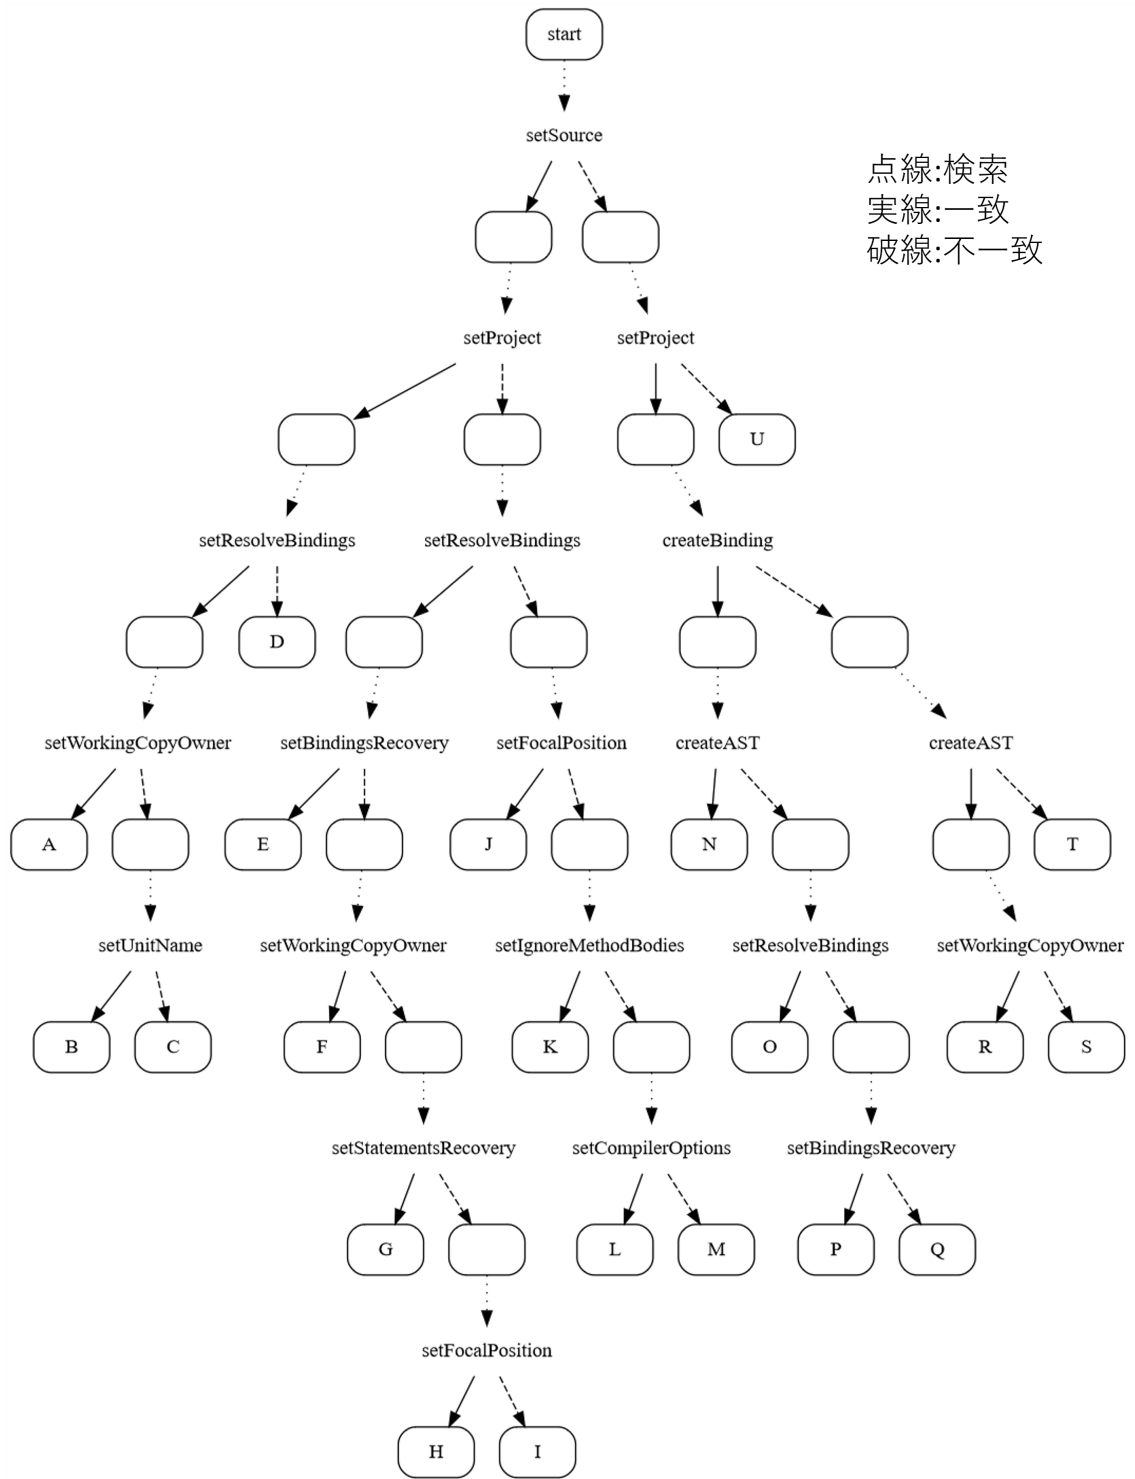 start
setSource
点線:検索
実線:一致
破線:不一致
setProject
setProject
U
setResolveBindings
setResolveBindings
createBinding
D
setWorkingCopyOwner
setBindingsRecovery
setFocalPosition
createAST
createAST
A
E
J
N
T
setUnitName
setWorkingCopyOwner
setIgnoreMethodBodies
setResolveBindings
setWorkingCopyOwner
B
C
F
K
O
R
S
setStatementsRecovery
setCompilerOptions
setBindingsRecovery
G
L
M
P
Q
setFocalPosition
H
I